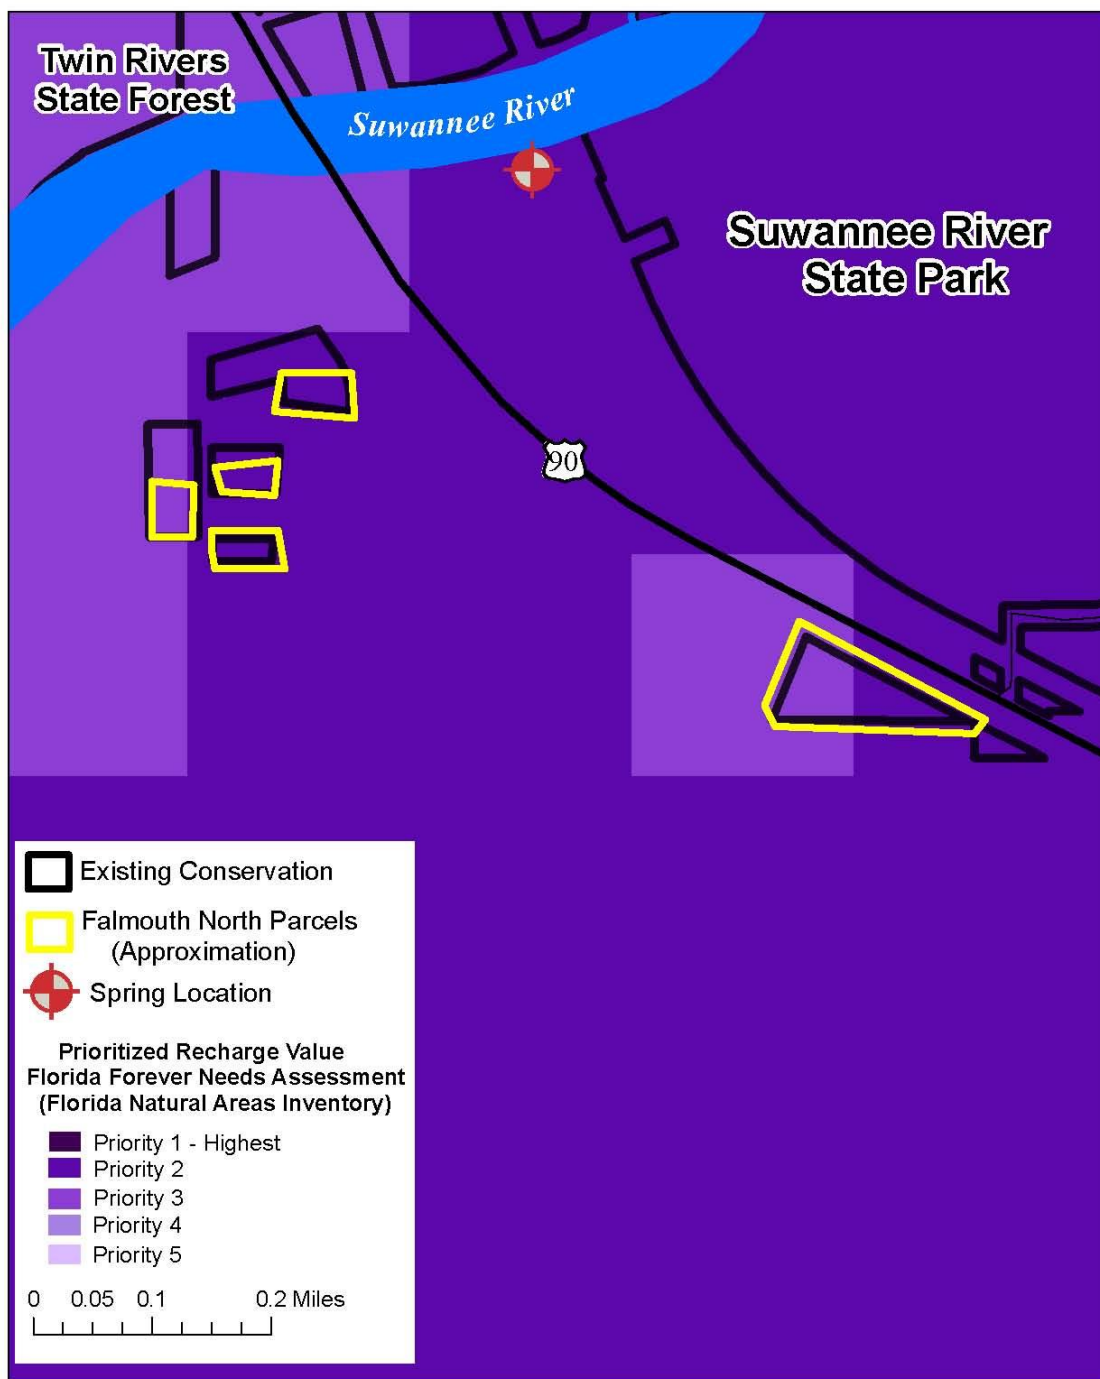 Twin Rivers
State Forest
Suwannee River
Suwannee River
State Park
90
Existing Conservation
Falmouth North Parcels
(Approximation)
Spring Location
Prioritized Recharge Value
Florida Forever Needs Assessment
(Florida Natural Areas Inventory)
Priority 1 - Highest
Priority 2
Priority 3
Priority 4
Priority 5
0 0.05 0.1 0.2 Miles